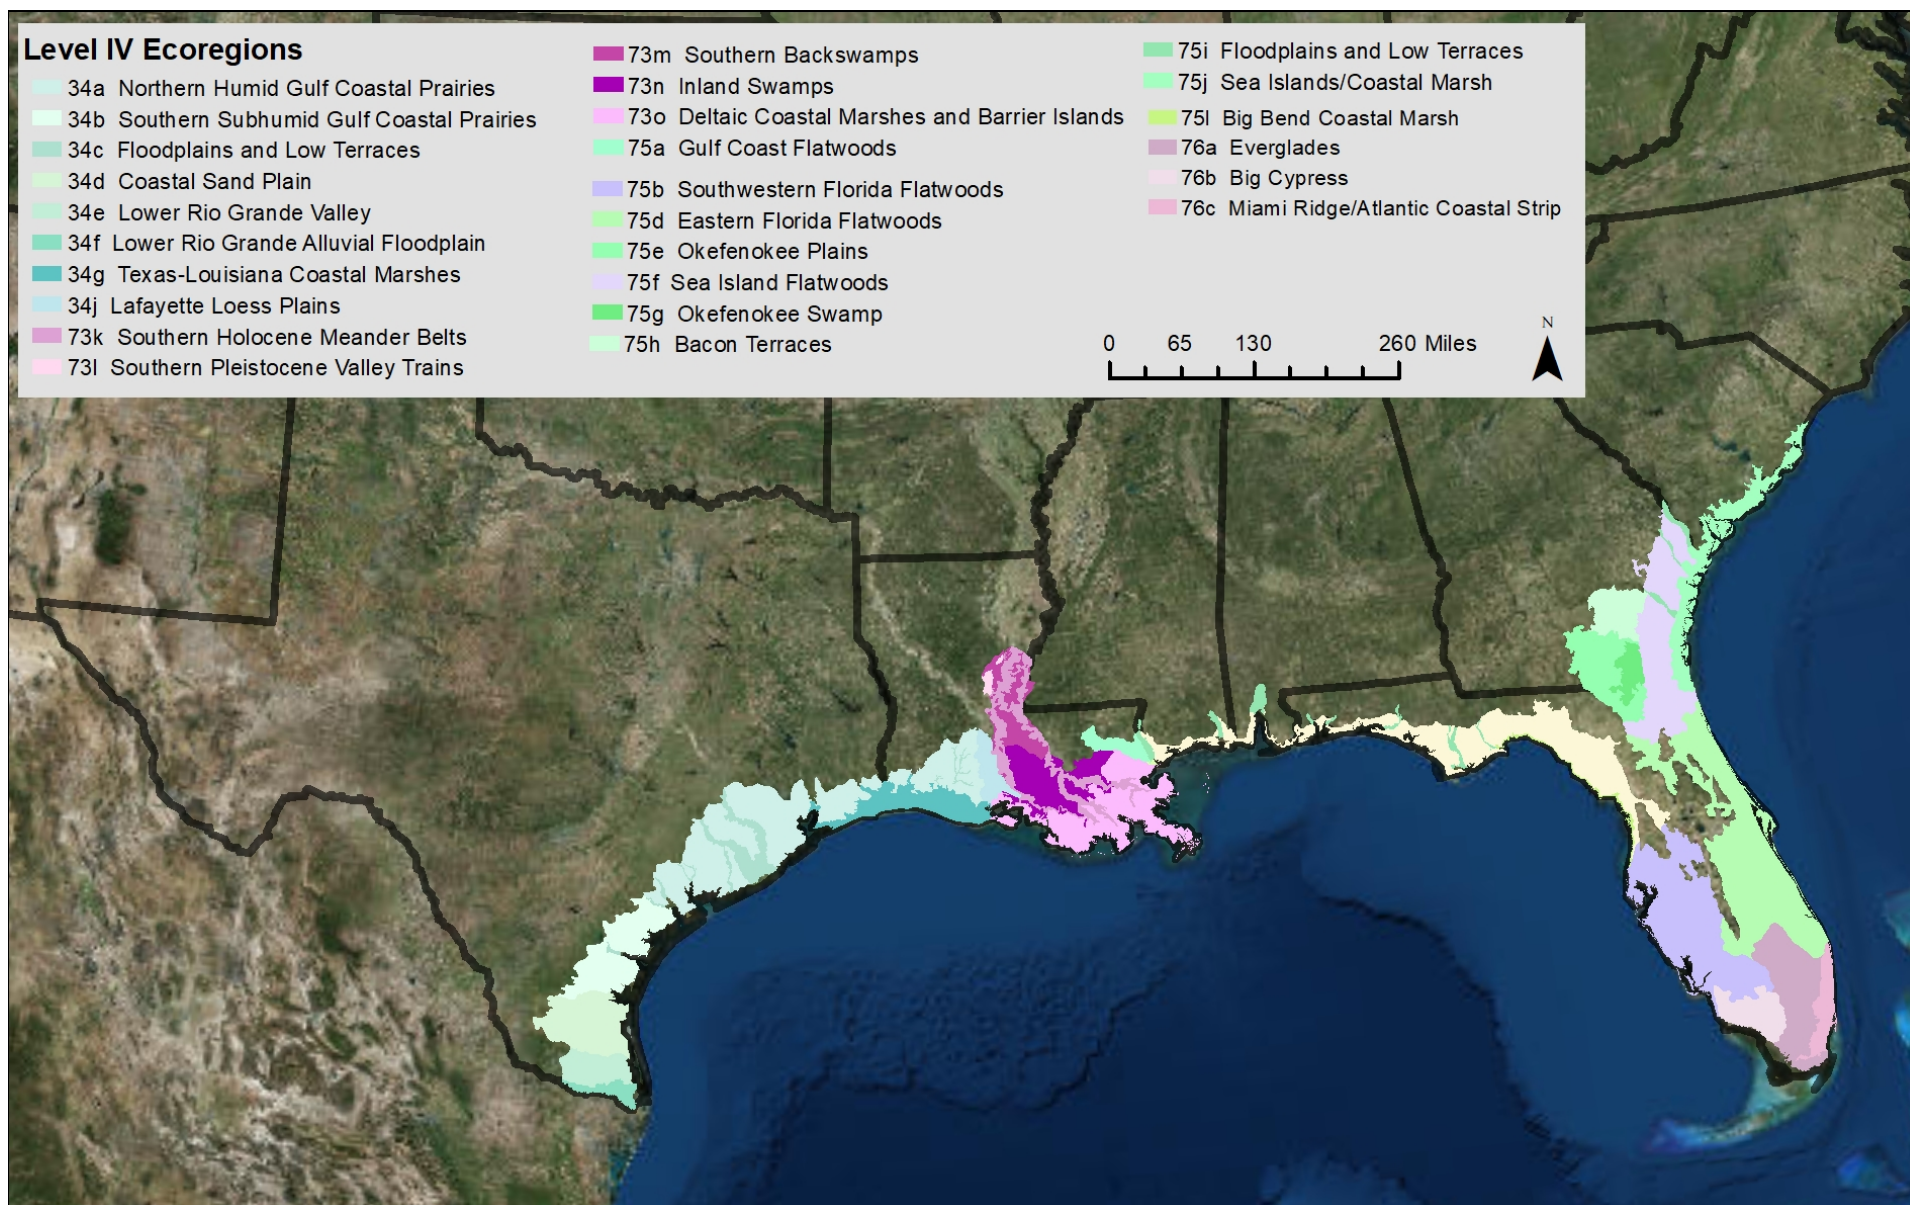 Level IV Ecoregions
34a Northern Humid Gulf Coastal Prairies
34b Southern Subhumid Gulf Coastal Prairies
34c Floodplains and Low Terraces
34d Coastal Sand Plain
34e Lower Rio Grande Valley
34f Lower Rio Grande Alluvial Floodplain
34g Texas-Louisiana Coastal Marshes
34j Lafayette Loess Plains
73k Southern Holocene Meander Belts
73l Southern Pleistocene Valley Trains
73m Southern Backswamps
73n Inland Swamps
73o Deltaic Coastal Marshes and Barrier Islands
75a Gulf Coast Flatwoods
75b Southwestern Florida Flatwoods
75d Eastern Florida Flatwoods
75e Okefenokee Plains
75f Sea Island Flatwoods
75g Okefenokee Swamp
75h Bacon Terraces
75i Floodplains and Low Terraces
75j Sea Islands/Coastal Marsh
75l Big Bend Coastal Marsh
76a Everglades
76b Big Cypress
76c Miami Ridge/Atlantic Coastal Strip
0 65 130 260 Miles
N